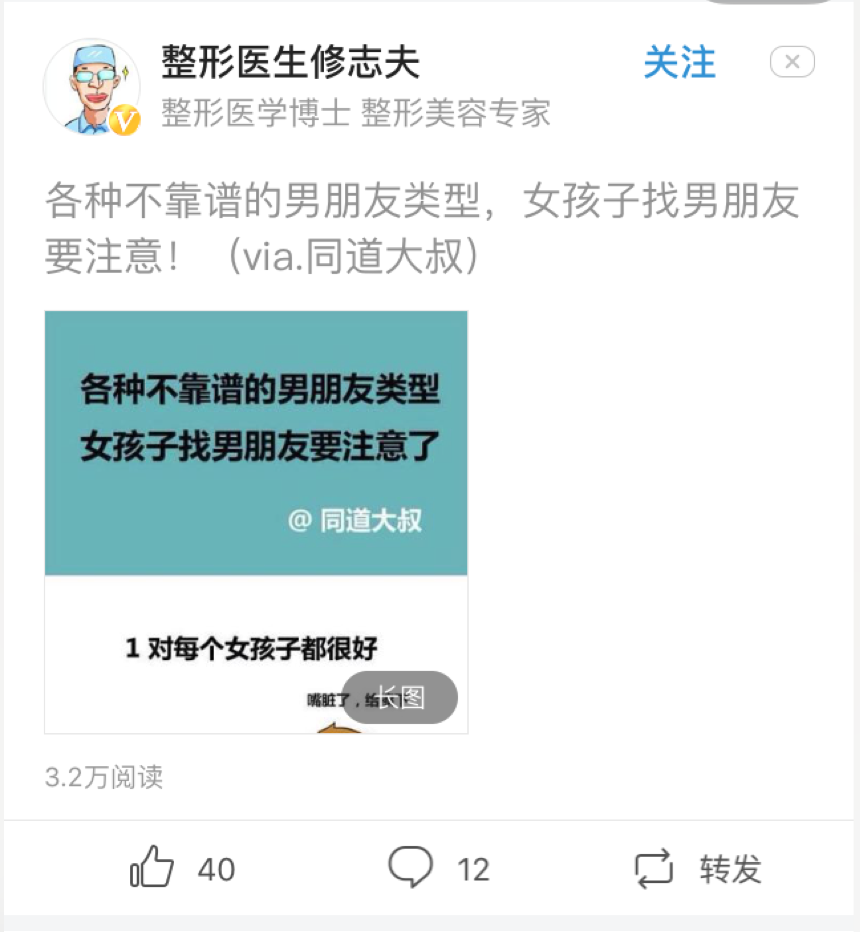 整形医生修志夫
关注
整形医学博士 整形美容专家
各种不靠谱的男朋友类型，女孩子找男朋友
要注意！（via.同道大叔）
各种不靠谱的男朋友类型
女孩子找男朋友要注意了
@ 同道大叔
1 对每个女孩子都很好
嘴脏了，给
长图
3.2万阅读
40
12
转发